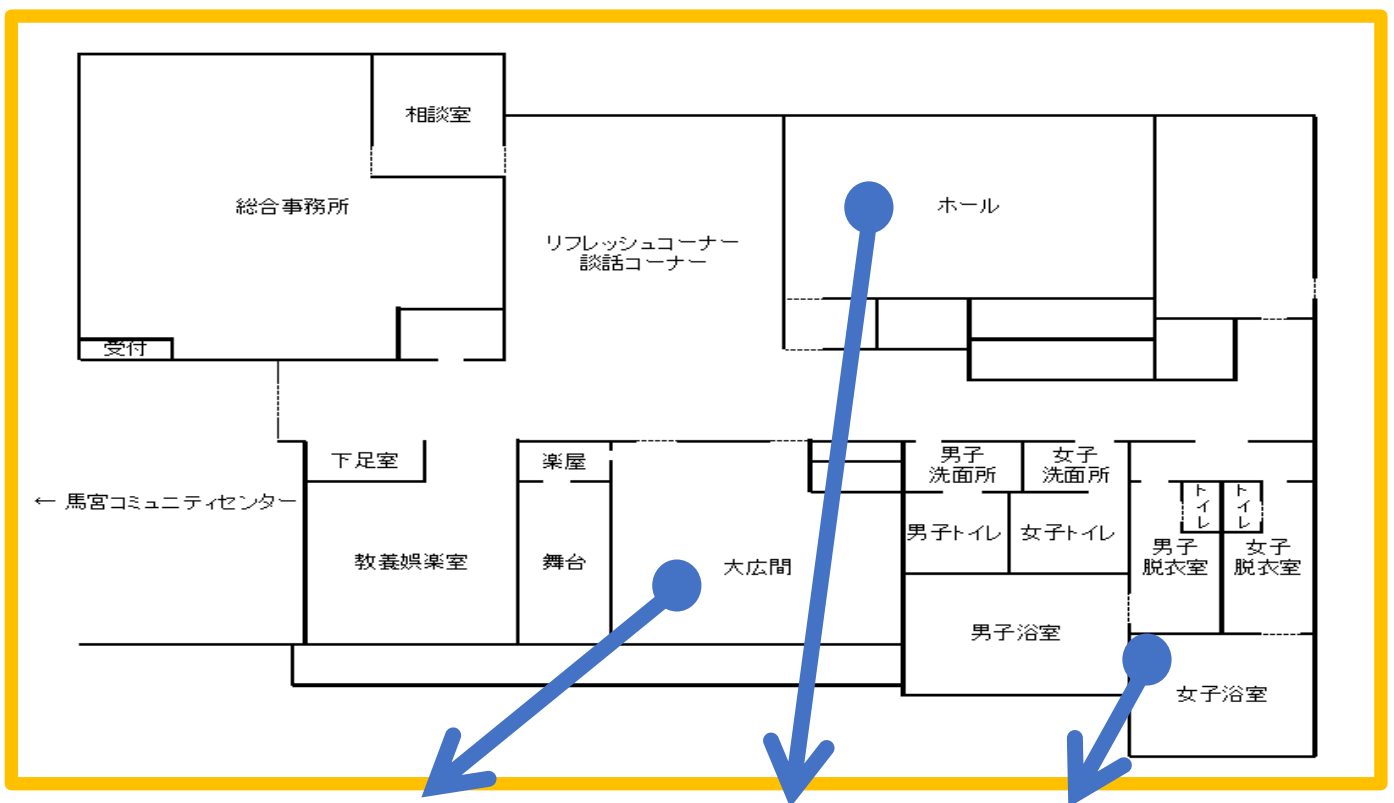 相談室
総合事務所
ホール
リフレッシュコーナー
談話コーナー
受付
下足室
楽屋
男子
洗面所
女子
洗面所
← 馬宮コミュニティセンター
トイレ
トイレ
教養娯楽室
舞台
大広間
男子トイレ
女子トイレ
男子
脱衣室
女子
脱衣室
男子浴室
女子浴室